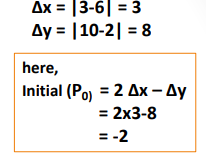 Δx = |3-6| = 3
Δy = |10-2| = 8
here,
Initial (P₀) = 2 Δx – Δy
= 2x3-8
= -2